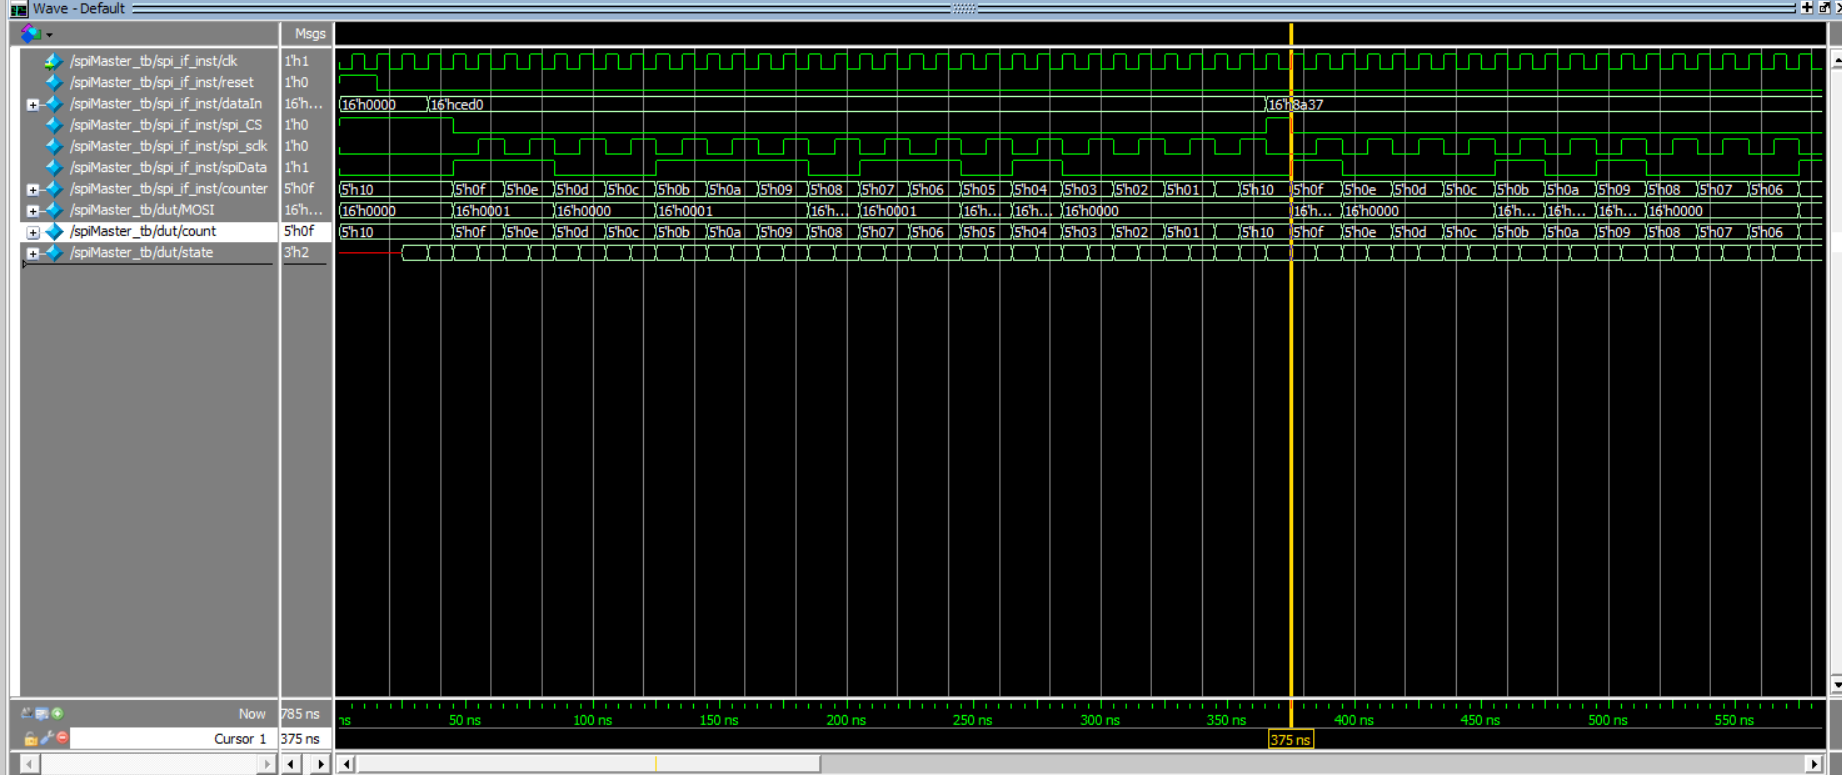 Wave - Default
Msgs
/spiMaster_tb/spi_if_inst/clk 1'h1
/spiMaster_tb/spi_if_inst/reset 1'h0
/spiMaster_tb/spi_if_inst/dataIn 16'h... 16'h0000 16'hced0 16'h8a37
/spiMaster_tb/spi_if_inst/spi_CS 1'h0
/spiMaster_tb/spi_if_inst/spi_sclk 1'h0
/spiMaster_tb/spi_if_inst/spiData 1'h1
/spiMaster_tb/spi_if_inst/counter 5'h0f 5'h10 5'h0f 5'h0e 5'h0d 5'h0c 5'h0b 5'h0a 5'h09 5'h08 5'h07 5'h06 5'h05 5'h04 5'h03 5'h02 5'h01 5'h10 5'h0f 5'h0e 5'h0d 5'h0c 5'h0b 5'h0a 5'h09 5'h08 5'h07 5'h06
/spiMaster_tb/dut/MOSI 16'h... 16'h0000 16'h0001 16'h0000 16'h0001 16'h... 16'h0001 16'h... 16'h... 16'h0000 16'h... 16'h0000 16'h... 16'h... 16'h... 16'h0000
/spiMaster_tb/dut/count 5'h0f 5'h10 5'h0f 5'h0e 5'h0d 5'h0c 5'h0b 5'h0a 5'h09 5'h08 5'h07 5'h06 5'h05 5'h04 5'h03 5'h02 5'h01 5'h10 5'h0f 5'h0e 5'h0d 5'h0c 5'h0b 5'h0a 5'h09 5'h08 5'h07 5'h06
/spiMaster_tb/dut/state 3'h2
Now 785 ns ns 50 ns 100 ns 150 ns 200 ns 250 ns 300 ns 350 ns 400 ns 450 ns 500 ns 550 ns
Cursor 1 375 ns 375 ns